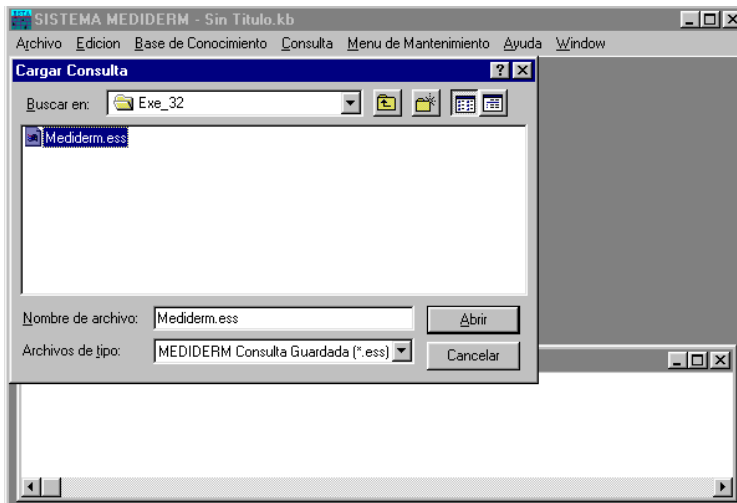 SISTEMA MEDIDERM - Sin Titulo.kb
Archivo Edicion Base de Conocimiento Consulta Menu de Mantenimiento Ayuda Window
Cargar Consulta
Buscar en: Exe_32
Mediderm.ess
Nombre de archivo: Mediderm.ess Abrir
Archivos de tipo: MEDIDERM Consulta Guardada (*.ess) Cancelar